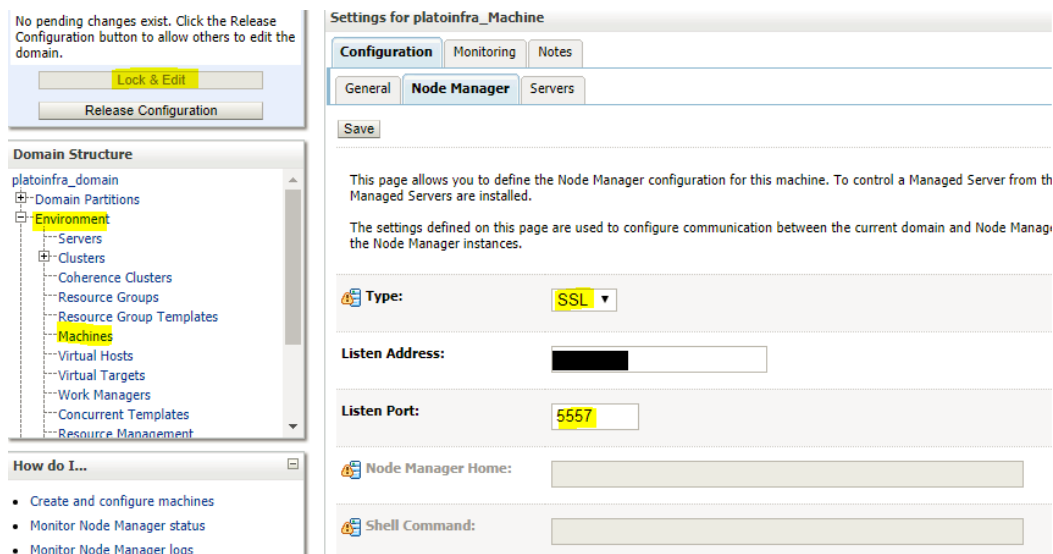 No pending changes exist. Click the Release
Configuration button to allow others to edit the
domain.
Lock & Edit
Release Configuration
Domain Structure
platoinfra_domain
Domain Partitions
Environment
Servers
Clusters
Coherence Clusters
Resource Groups
Resource Group Templates
Machines
Virtual Hosts
Virtual Targets
Work Managers
Concurrent Templates
Resource Management
How do I...
Create and configure machines
Monitor Node Manager status
Monitor Node Manager logs
Settings for platoinfra_Machine
Configuration Monitoring Notes
General Node Manager Servers
Save
This page allows you to define the Node Manager configuration for this machine. To control a Managed Server from th
Managed Servers are installed.
The settings defined on this page are used to configure communication between the current domain and Node Manage
the Node Manager instances.
Type: SSL
Listen Address:
Listen Port: 5557
Node Manager Home:
Shell Command: